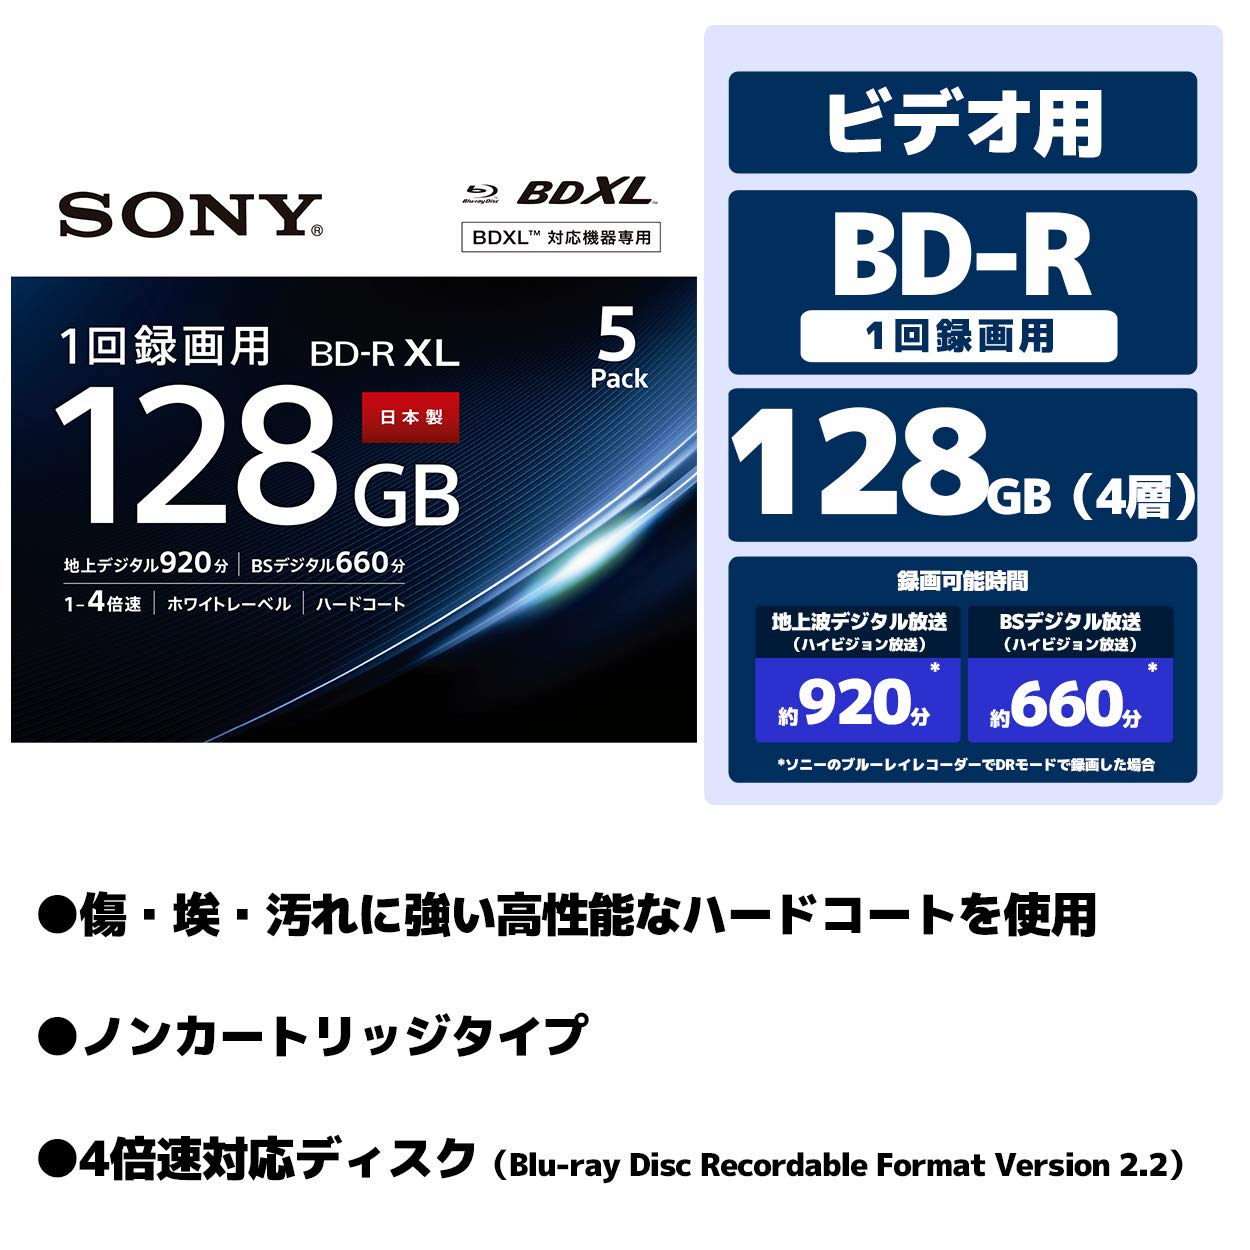 SONY®
Blu-ray Disc™ BDXL™
BDXL™ 対応機器専用
1回録画用 BD-R XL
5
Pack
128GB
日本製
地上デジタル920分 | BSデジタル660分
1-4倍速 | ホワイトレーベル | ハードコート
ビデオ用
BD-R
1回録画用
128GB（4層）
録画可能時間
地上波デジタル放送
（ハイビジョン放送）
約920分*
BSデジタル放送
（ハイビジョン放送）
約660分*
*ソニーのブルーレイレコーダーでDRモードで録画した場合
●傷・埃・汚れに強い高性能なハードコートを使用
●ノンカートリッジタイプ
●4倍速対応ディスク（Blu-ray Disc Recordable Format Version 2.2）